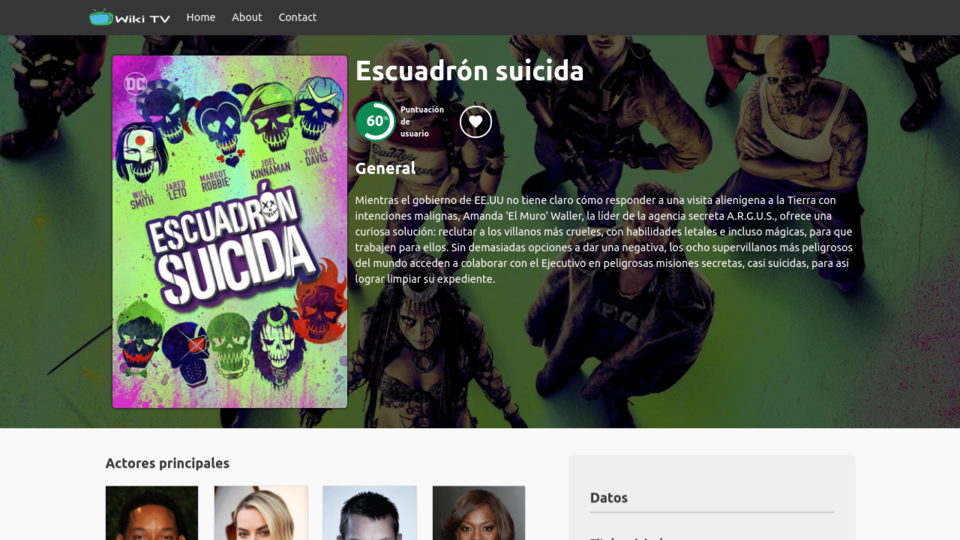 Wiki TV Home About Contact
Escuadrón suicida
60%
Puntuación
de
usuario
General
Mientras el gobierno de EE.UU no tiene claro cómo responder a una visita alienígena a la Tierra con
intenciones malignas, Amanda 'El Muro' Waller, la líder de la agencia secreta A.R.G.U.S., ofrece una
curiosa solución: reclutar a los villanos más crueles, con habilidades letales e incluso mágicas, para que
trabajen para ellos. Sin demasiadas opciones a dar una negativa, los ocho supervillanos más peligrosos
del mundo acceden a colaborar con el Ejecutivo en peligrosas misiones secretas, casi suicidas, para así
lograr limpiar su expediente.
DC
WILL SMITH
JARED LETO
MARGOT ROBBIE
JOEL KINNAMAN
VIOLA DAVIS
ESCUADRÓN
SUICIDA
Actores principales
Datos